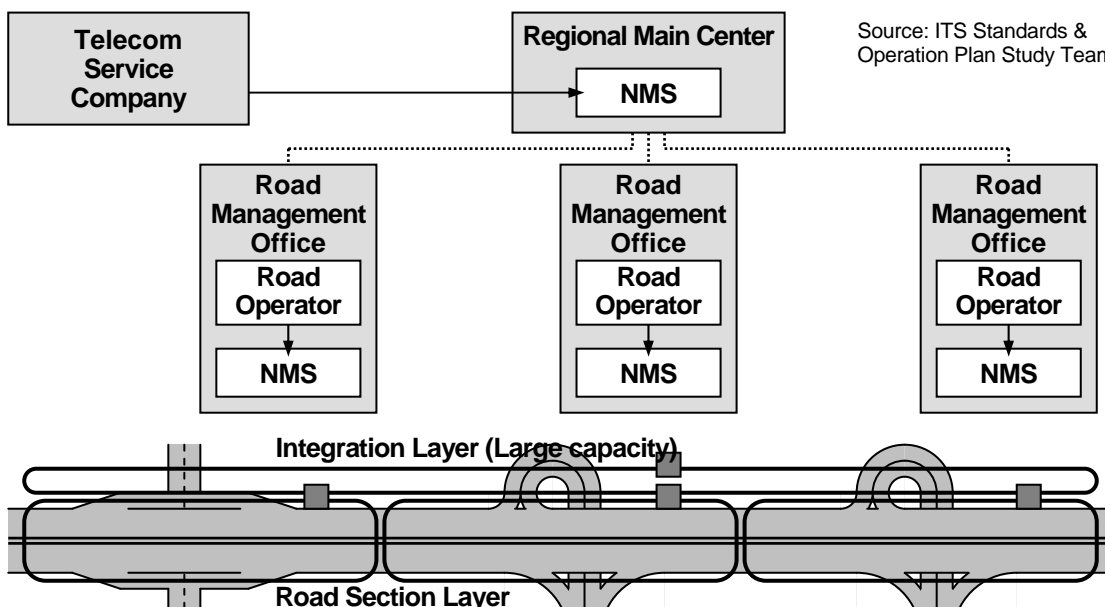 Telecom
Service
Company
Regional Main Center
NMS
Source: ITS Standards &
Operation Plan Study Team
Road
Management
Office
Road
Operator
NMS
Road
Management
Office
Road
Operator
NMS
Road
Management
Office
Road
Operator
NMS
Integration Layer (Large capacity)
Road Section Layer